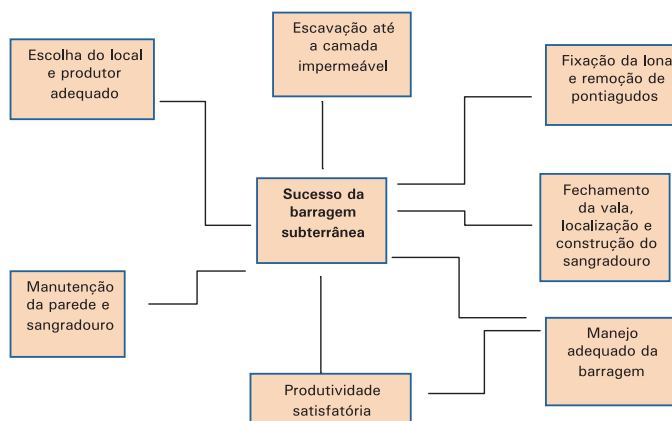 Escolha do local
e produtor
adequado
Escavação até
a camada
impermeável
Fixação da lona
e remoção de
pontiagudos
Sucesso da
barragem
subterrânea
Fechamento
da vala,
localização e
construção do
sangradouro
Manutenção
da parede e
sangradouro
Manejo
adequado da
barragem
Produtividade
satisfatória